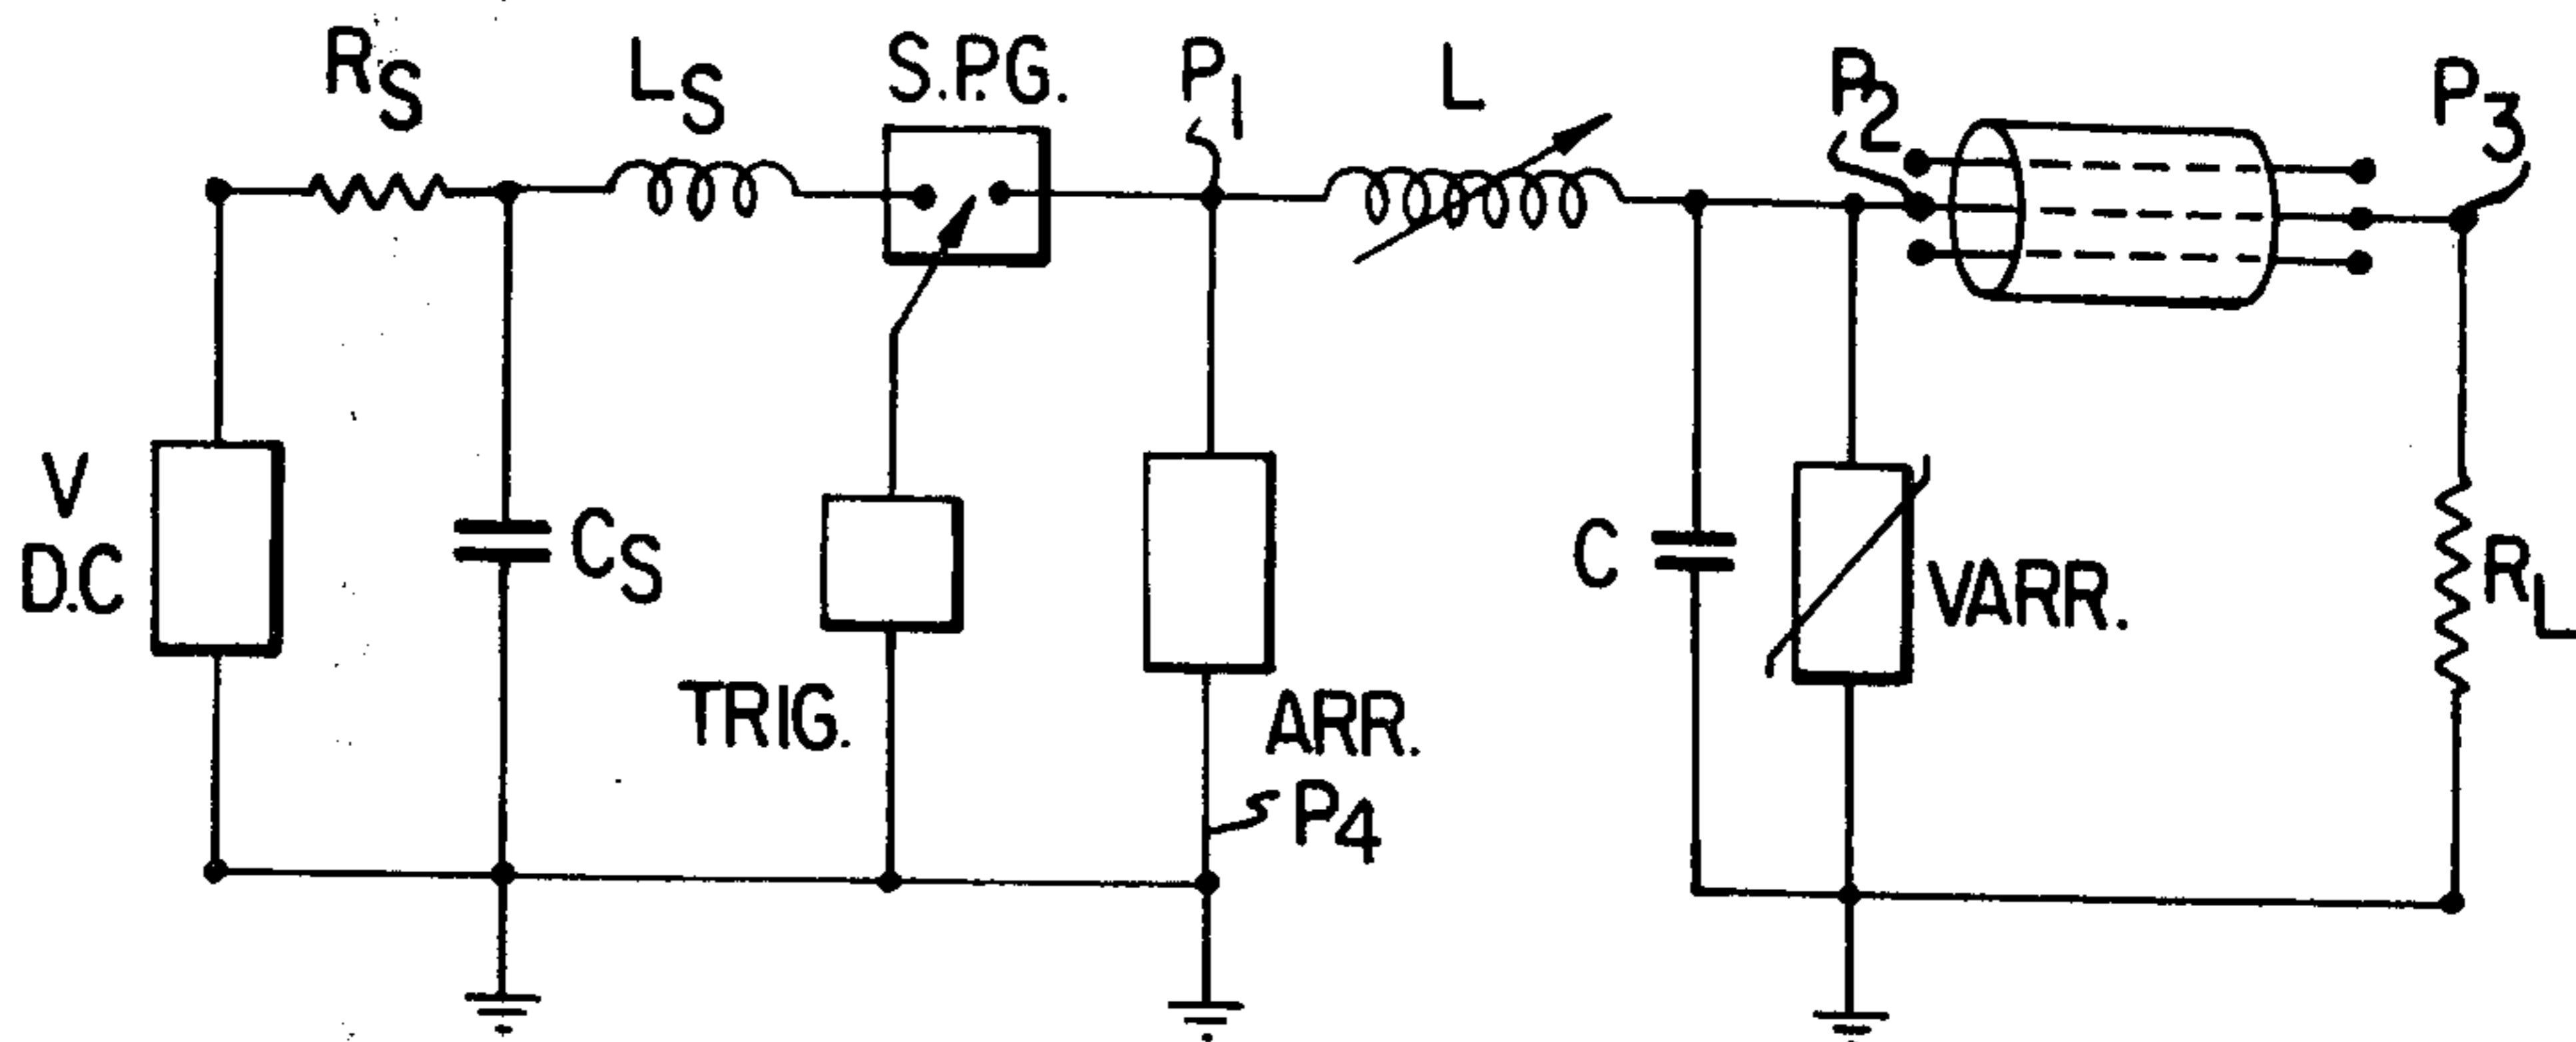 RS
LS
S.P.G.
P1
L
P2
P3
V
D.C
CS
TRIG.
ARR.
P4
C
VARR.
RL